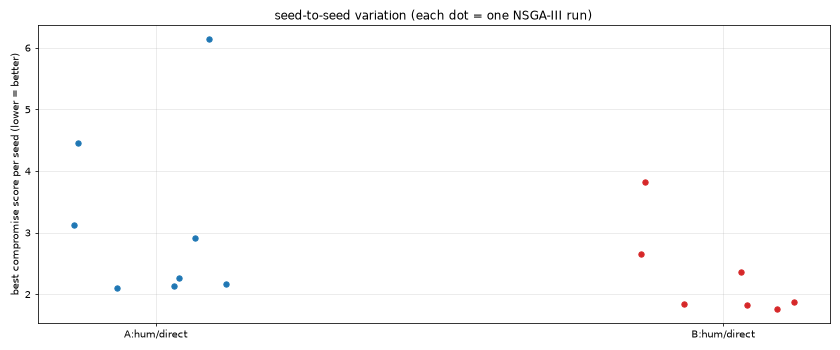 seed-to-seed variation (each dot = one NSGA-III run)
best compromise score per seed (lower = better)
6
5
4
3
2
A:hum/direct
B:hum/direct